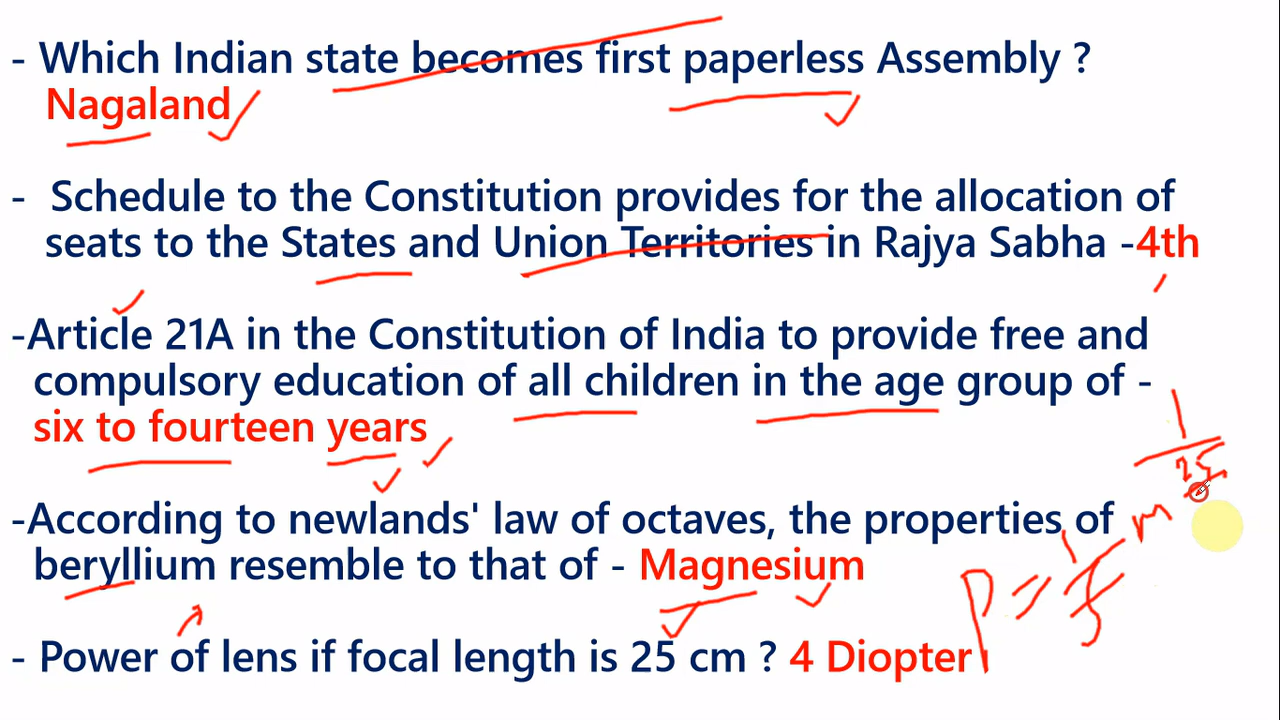 - Which Indian state becomes first paperless Assembly ?
Nagaland
- Schedule to the Constitution provides for the allocation of
seats to the States and Union Territories in Rajya Sabha -4th
-Article 21A in the Constitution of India to provide free and
compulsory education of all children in the age group of -
six to fourteen years
-According to newlands' law of octaves, the properties of
beryllium resemble to that of - Magnesium
- Power of lens if focal length is 25 cm ? 4 Diopter
P = 1/f m
1/25